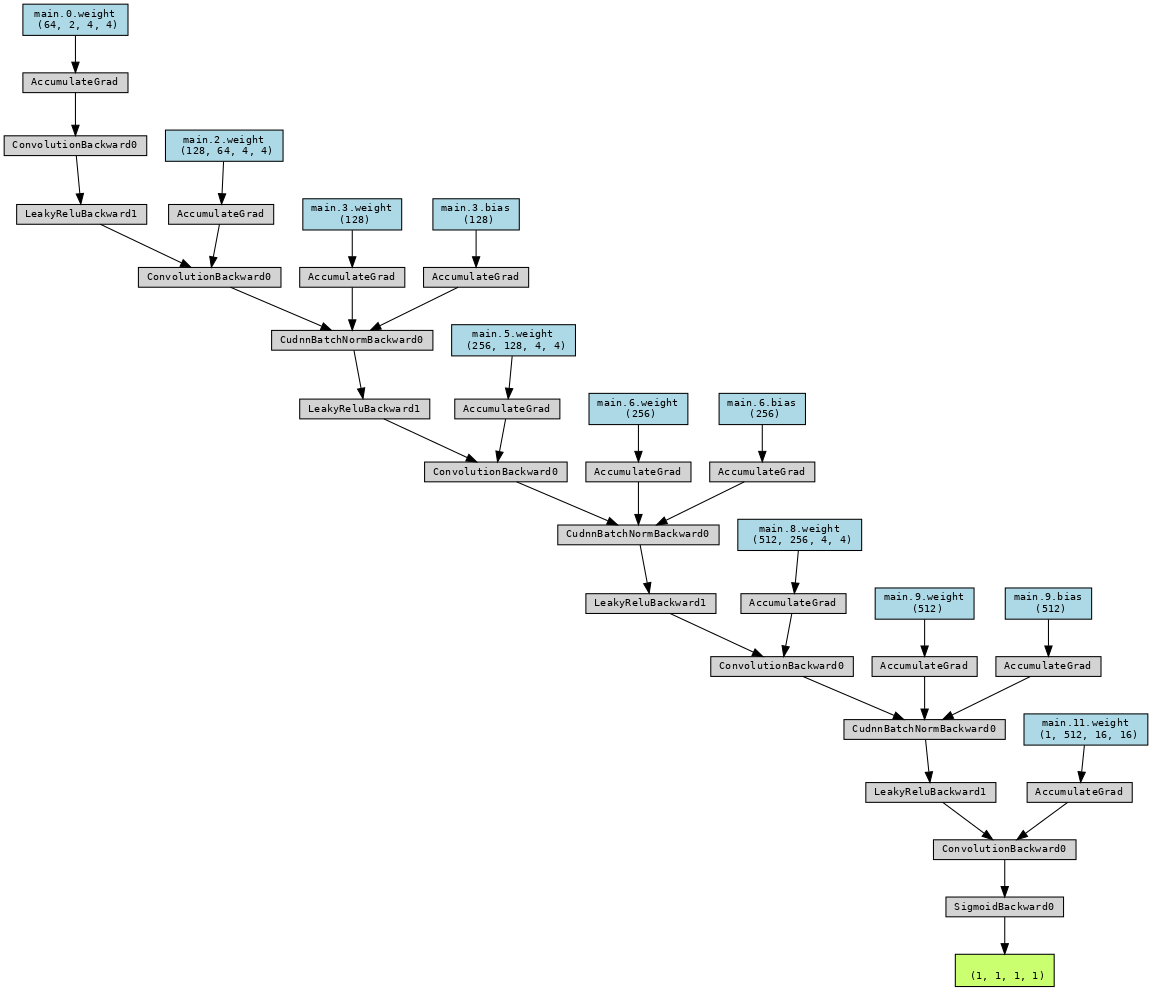 main.0.weight
(64, 2, 4, 4)
AccumulateGrad
ConvolutionBackward0
main.2.weight
(128, 64, 4, 4)
LeakyReluBackward1
AccumulateGrad
main.3.weight
(128)
main.3.bias
(128)
ConvolutionBackward0
AccumulateGrad
AccumulateGrad
CudnnBatchNormBackward0
main.5.weight
(256, 128, 4, 4)
LeakyReluBackward1
AccumulateGrad
main.6.weight
(256)
main.6.bias
(256)
ConvolutionBackward0
AccumulateGrad
AccumulateGrad
CudnnBatchNormBackward0
main.8.weight
(512, 256, 4, 4)
LeakyReluBackward1
AccumulateGrad
main.9.weight
(512)
main.9.bias
(512)
ConvolutionBackward0
AccumulateGrad
AccumulateGrad
CudnnBatchNormBackward0
main.11.weight
(1, 512, 16, 16)
LeakyReluBackward1
AccumulateGrad
ConvolutionBackward0
SigmoidBackward0
(1, 1, 1, 1)